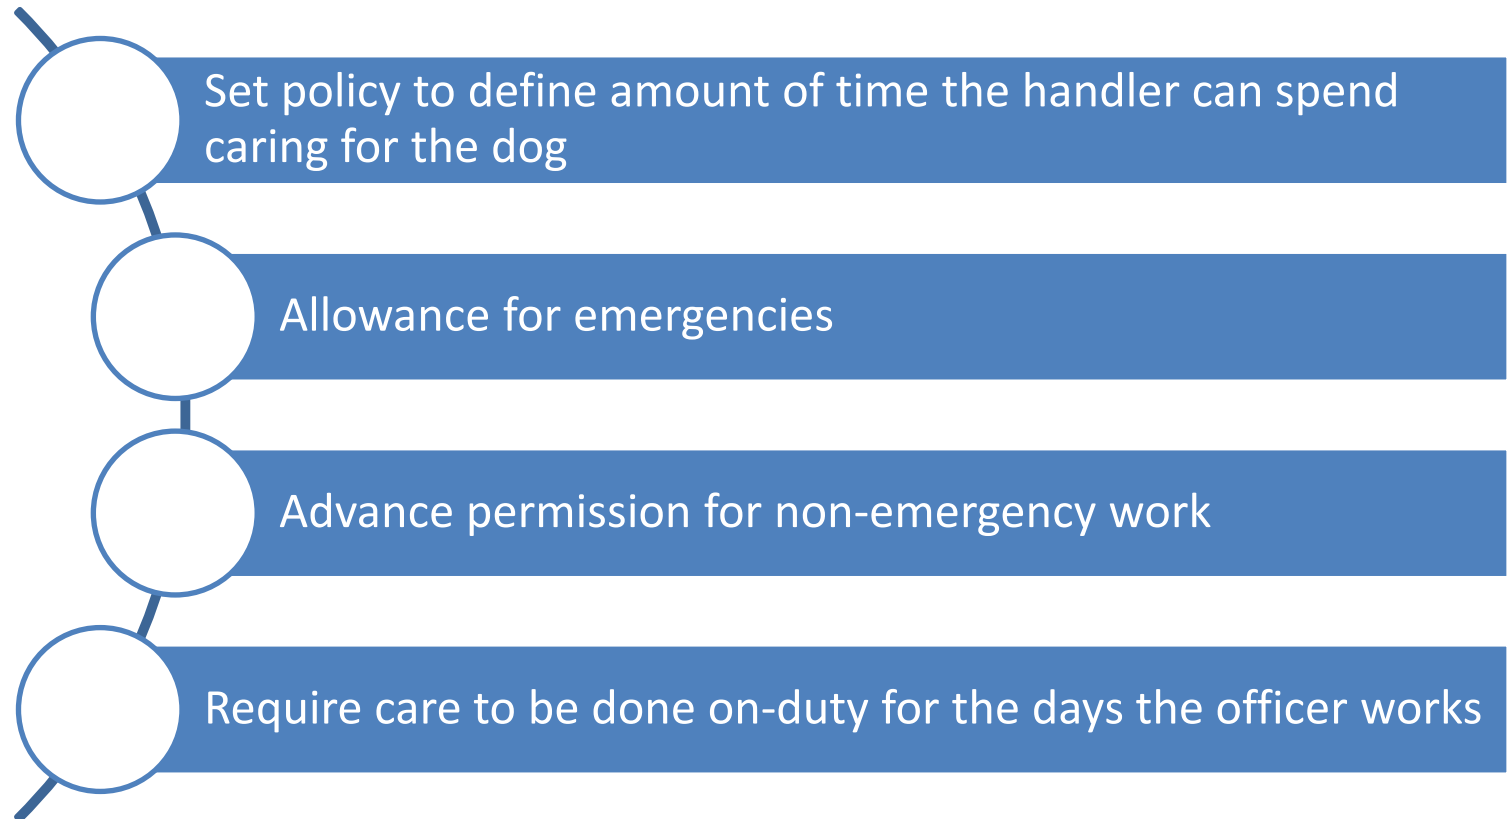 Set policy to define amount of time the handler can spend
caring for the dog
Allowance for emergencies
Advance permission for non-emergency work
Require care to be done on-duty for the days the officer works